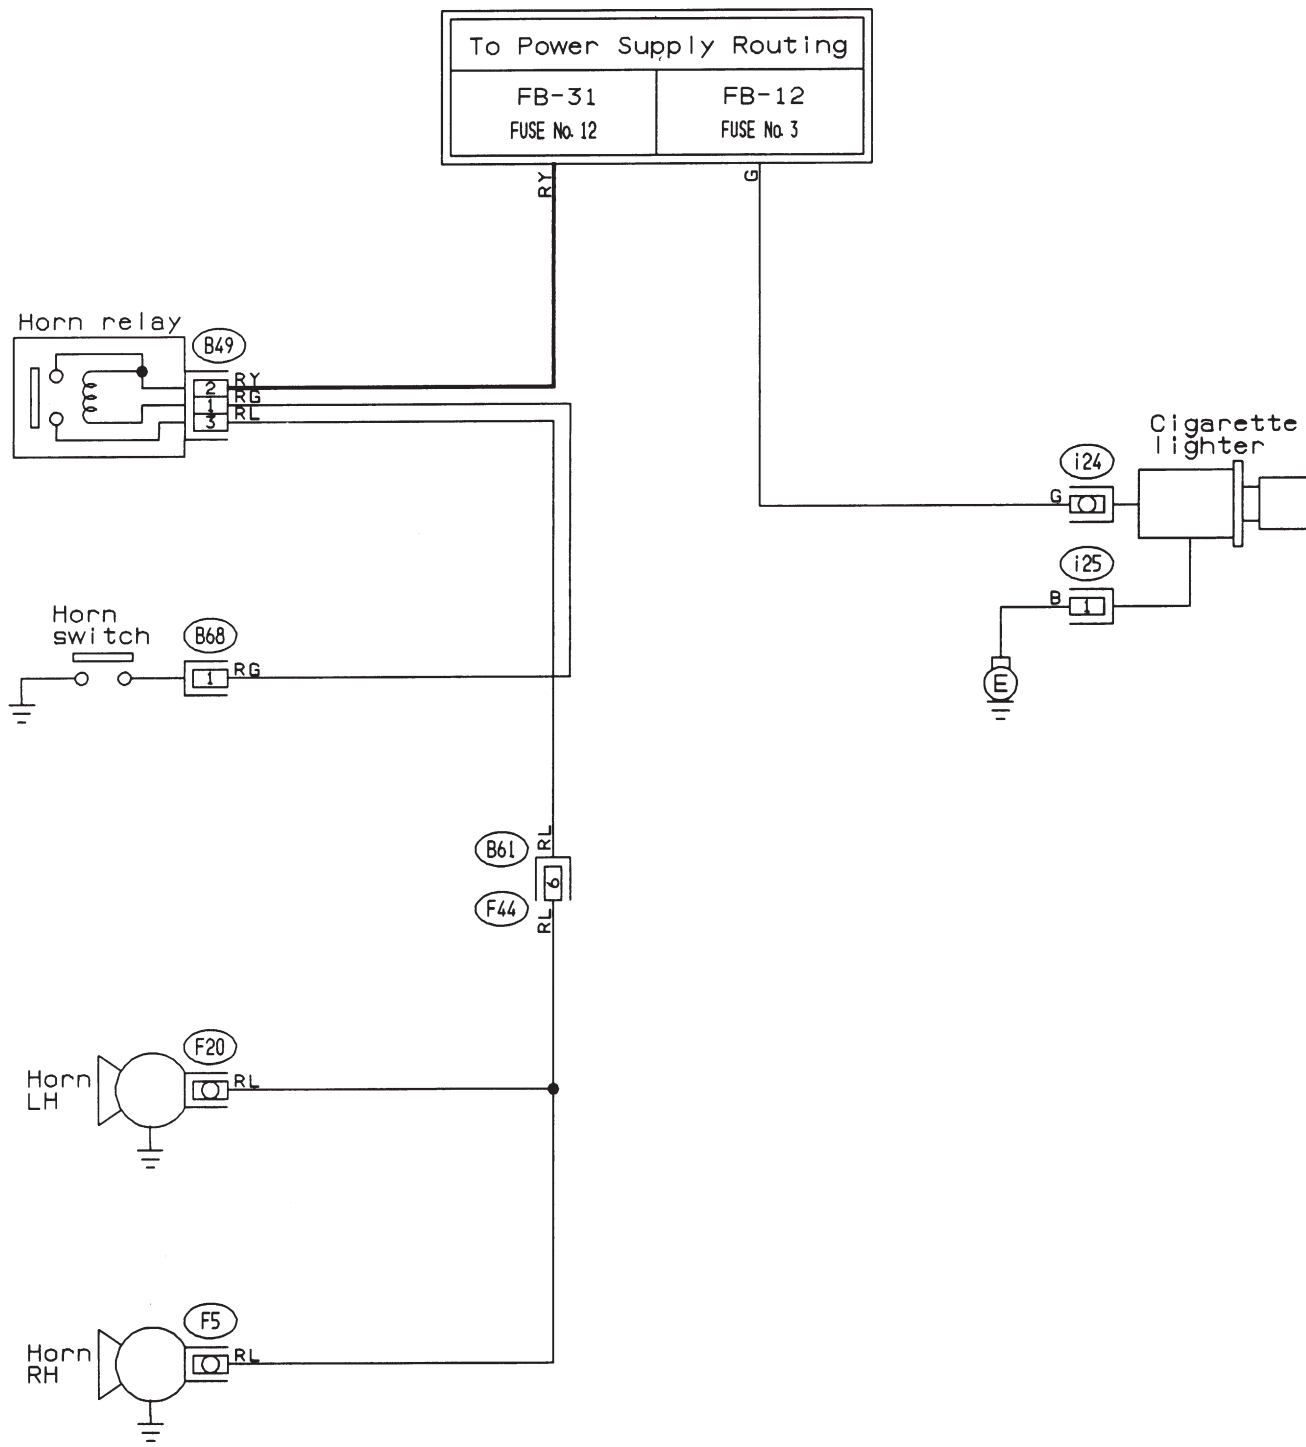 To Power Supply Routing
FB-31
FUSE No. 12
FB-12
FUSE No. 3
RY
G
Horn relay
B49
2
RY
1
RG
3
RL
Cigarette
lighter
i24
G
i25
B
1
E
Horn
switch
B68
1
RG
B61
RL
6
F44
RL
F20
Horn
LH
RL
F5
Horn
RH
RL